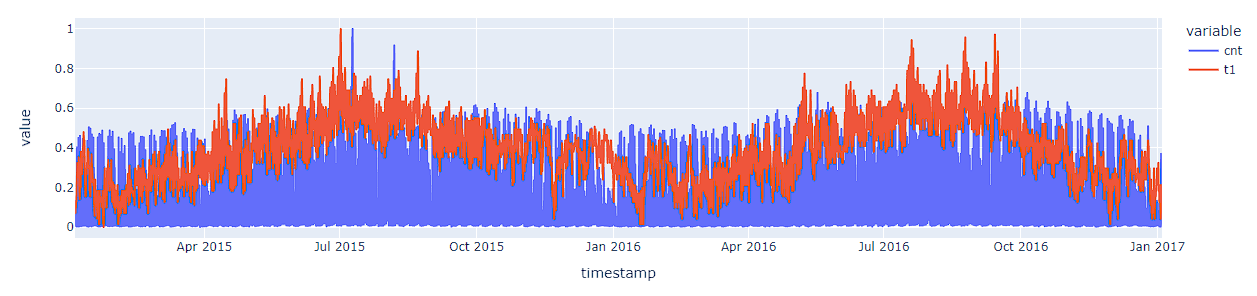 variable
cnt
t1
value
1
0.8
0.6
0.4
0.2
0
Apr 2015
Jul 2015
Oct 2015
Jan 2016
Apr 2016
Jul 2016
Oct 2016
Jan 2017
timestamp